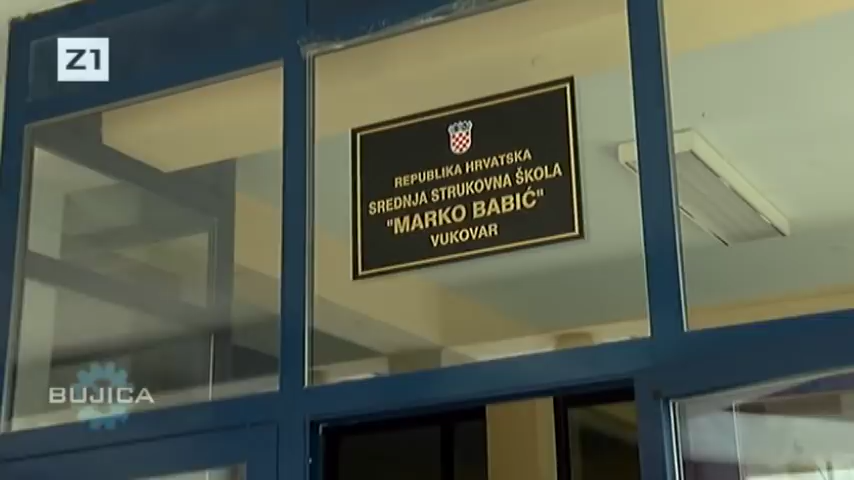 Z1
REPUBLIKA HRVATSKA
SREDNJA STRUKOVNA ŠKOLA
"MARKO BABIĆ"
VUKOVAR
BUJICA